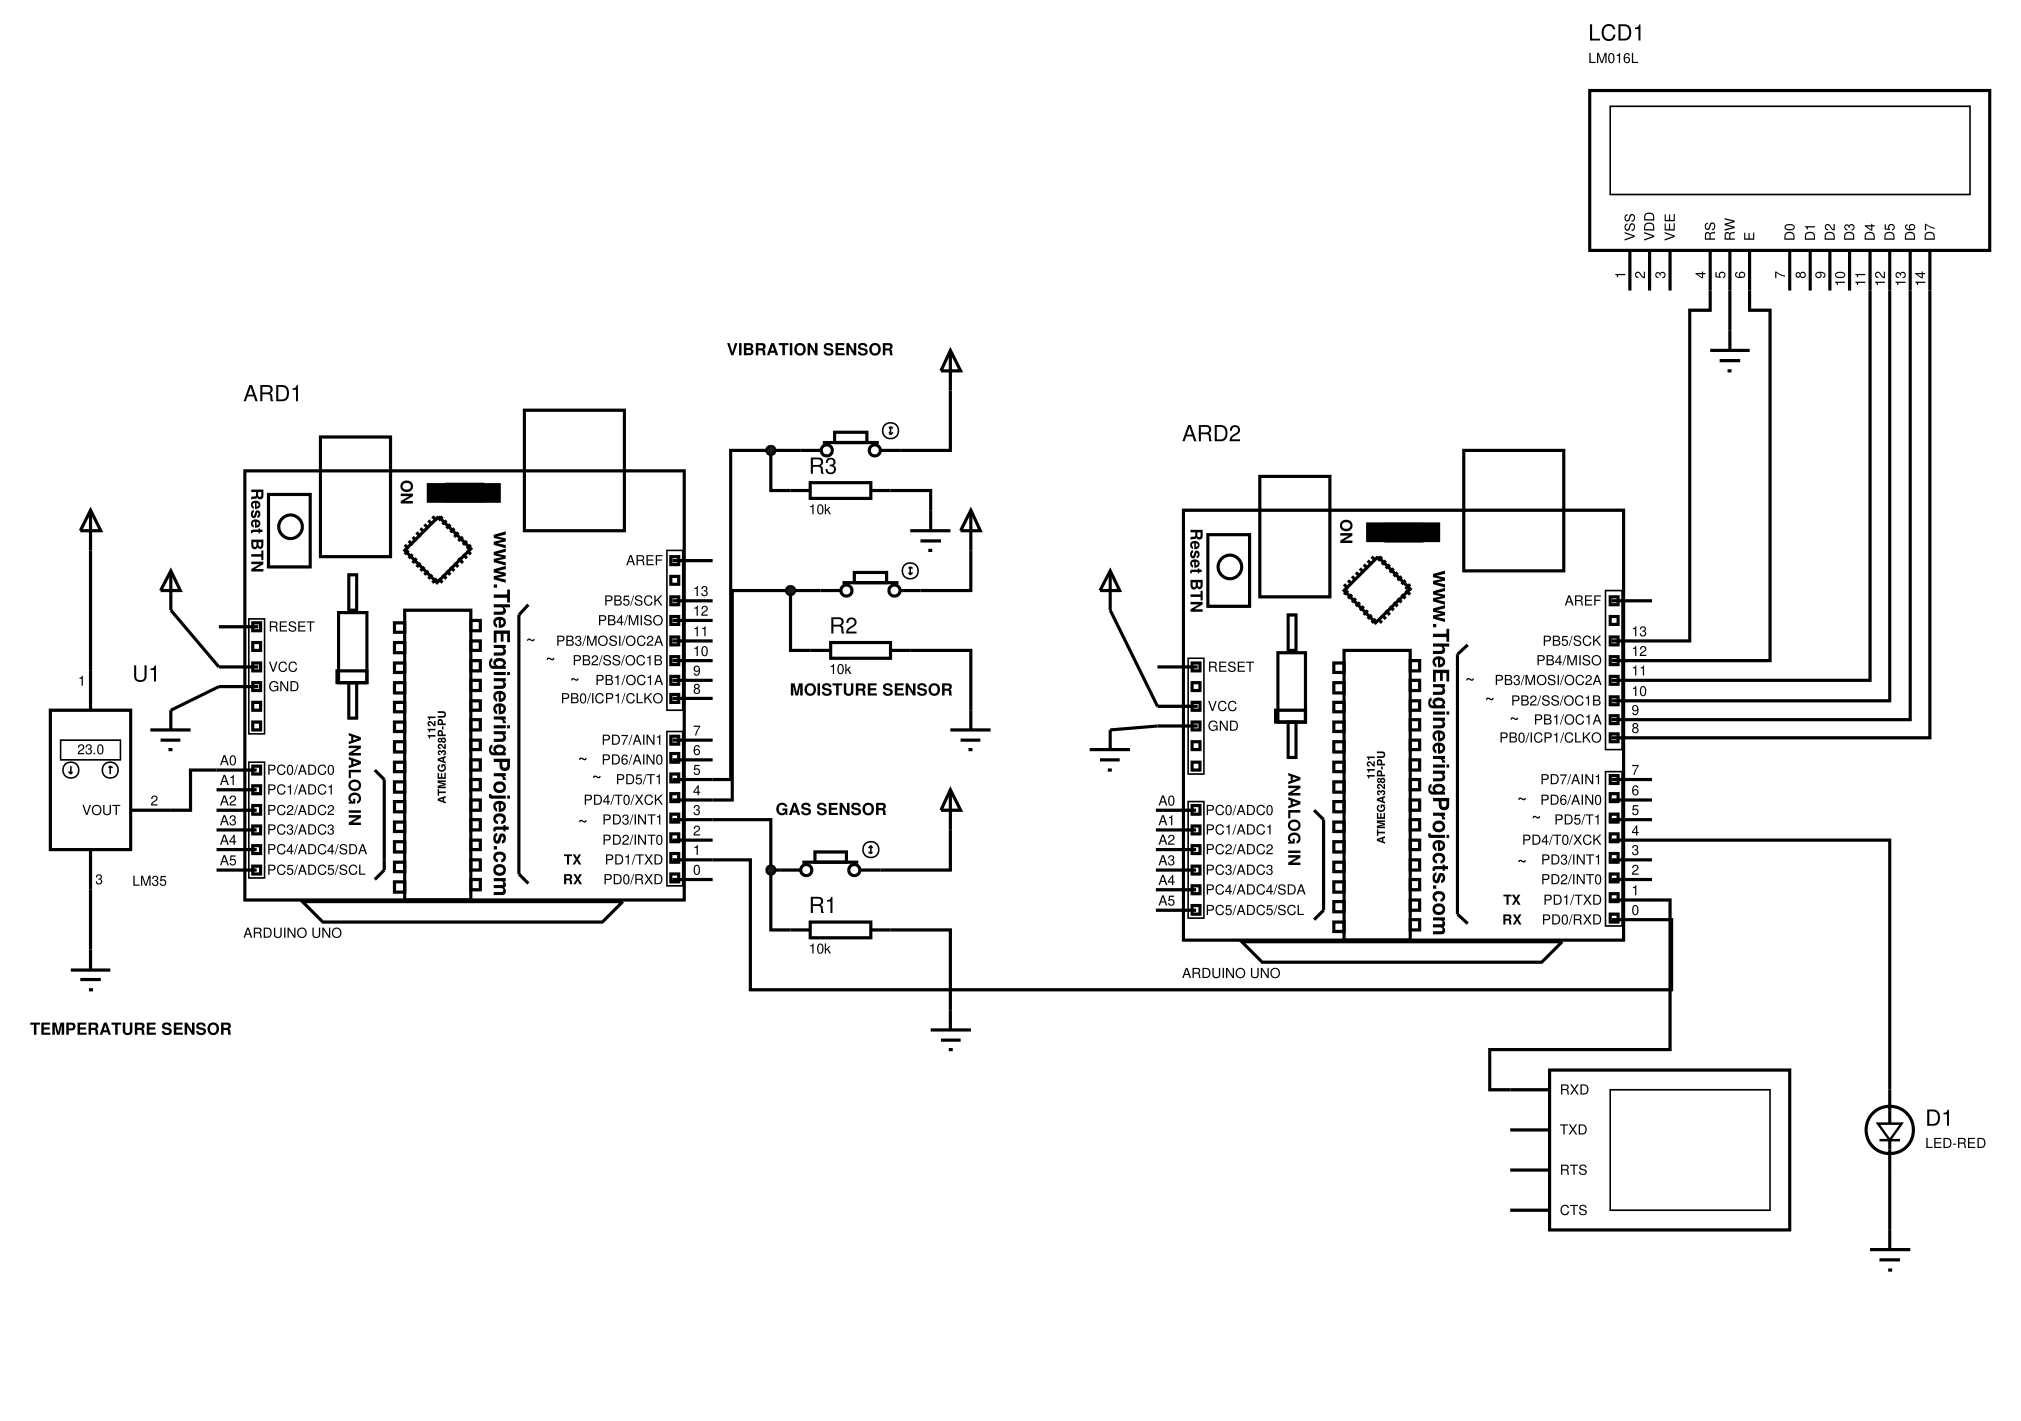 LCD1
LM016L
VSS
VDD
VEE
RS
RW
E
D0
D1
D2
D3
D4
D5
D6
D7
1
2
3
4
5
6
7
8
9
10
11
12
13
14
VIBRATION SENSOR
R3
10k
R2
10k
MOISTURE SENSOR
GAS SENSOR
R1
10k
ARD1
Reset BTN
ON
www.TheEngineeringProjects.com
1121
ATMEGA328P-PU
ANALOG IN
RESET
VCC
GND
A0 PC0/ADC0
A1 PC1/ADC1
A2 PC2/ADC2
A3 PC3/ADC3
A4 PC4/ADC4/SDA
A5 PC5/ADC5/SCL
AREF
PB5/SCK 13
PB4/MISO 12
~ PB3/MOSI/OC2A 11
~ PB2/SS/OC1B 10
~ PB1/OC1A 9
PB0/ICP1/CLKO 8
PD7/AIN1 7
~ PD6/AIN0 6
~ PD5/T1 5
PD4/T0/XCK 4
~ PD3/INT1 3
PD2/INT0 2
TX PD1/TXD 1
RX PD0/RXD 0
ARDUINO UNO
U1
1
23.0
VOUT 2
3
LM35
TEMPERATURE SENSOR
ARD2
Reset BTN
ON
www.TheEngineeringProjects.com
1121
ATMEGA328P-PU
ANALOG IN
RESET
VCC
GND
A0 PC0/ADC0
A1 PC1/ADC1
A2 PC2/ADC2
A3 PC3/ADC3
A4 PC4/ADC4/SDA
A5 PC5/ADC5/SCL
AREF
PB5/SCK 13
PB4/MISO 12
~ PB3/MOSI/OC2A 11
~ PB2/SS/OC1B 10
~ PB1/OC1A 9
PB0/ICP1/CLKO 8
PD7/AIN1 7
~ PD6/AIN0 6
~ PD5/T1 5
PD4/T0/XCK 4
~ PD3/INT1 3
PD2/INT0 2
TX PD1/TXD 1
RX PD0/RXD 0
ARDUINO UNO
RXD
TXD
RTS
CTS
D1
LED-RED